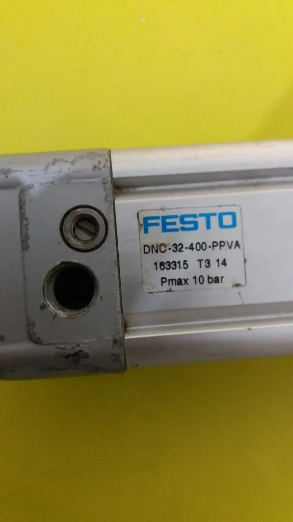 FESTO
DNC-32-400-PPVA
163315 T3 14
Pmax 10 bar